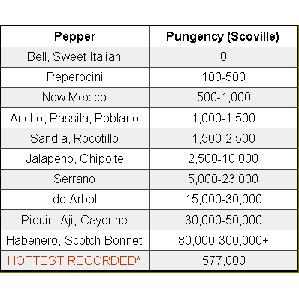 Pepper Pungency (Scoville)
Bell, Sweet Italian 0
Peperocini 100-500
New Mexico 500-1,000
Ancho, Passilla, Poblano 1,000-1,500
Sandia, Rocotillo 1,500-2,500
Jalapeno, Chipotle 2,500-10,000
Serrano 5,000-23,000
de Arbol 15,000-30,000
Piquin, Aji, Cayenne 30,000-50,000
Habenero, Scotch Bonnet 80,000-300,000+
HOTTEST RECORDED* 577,000